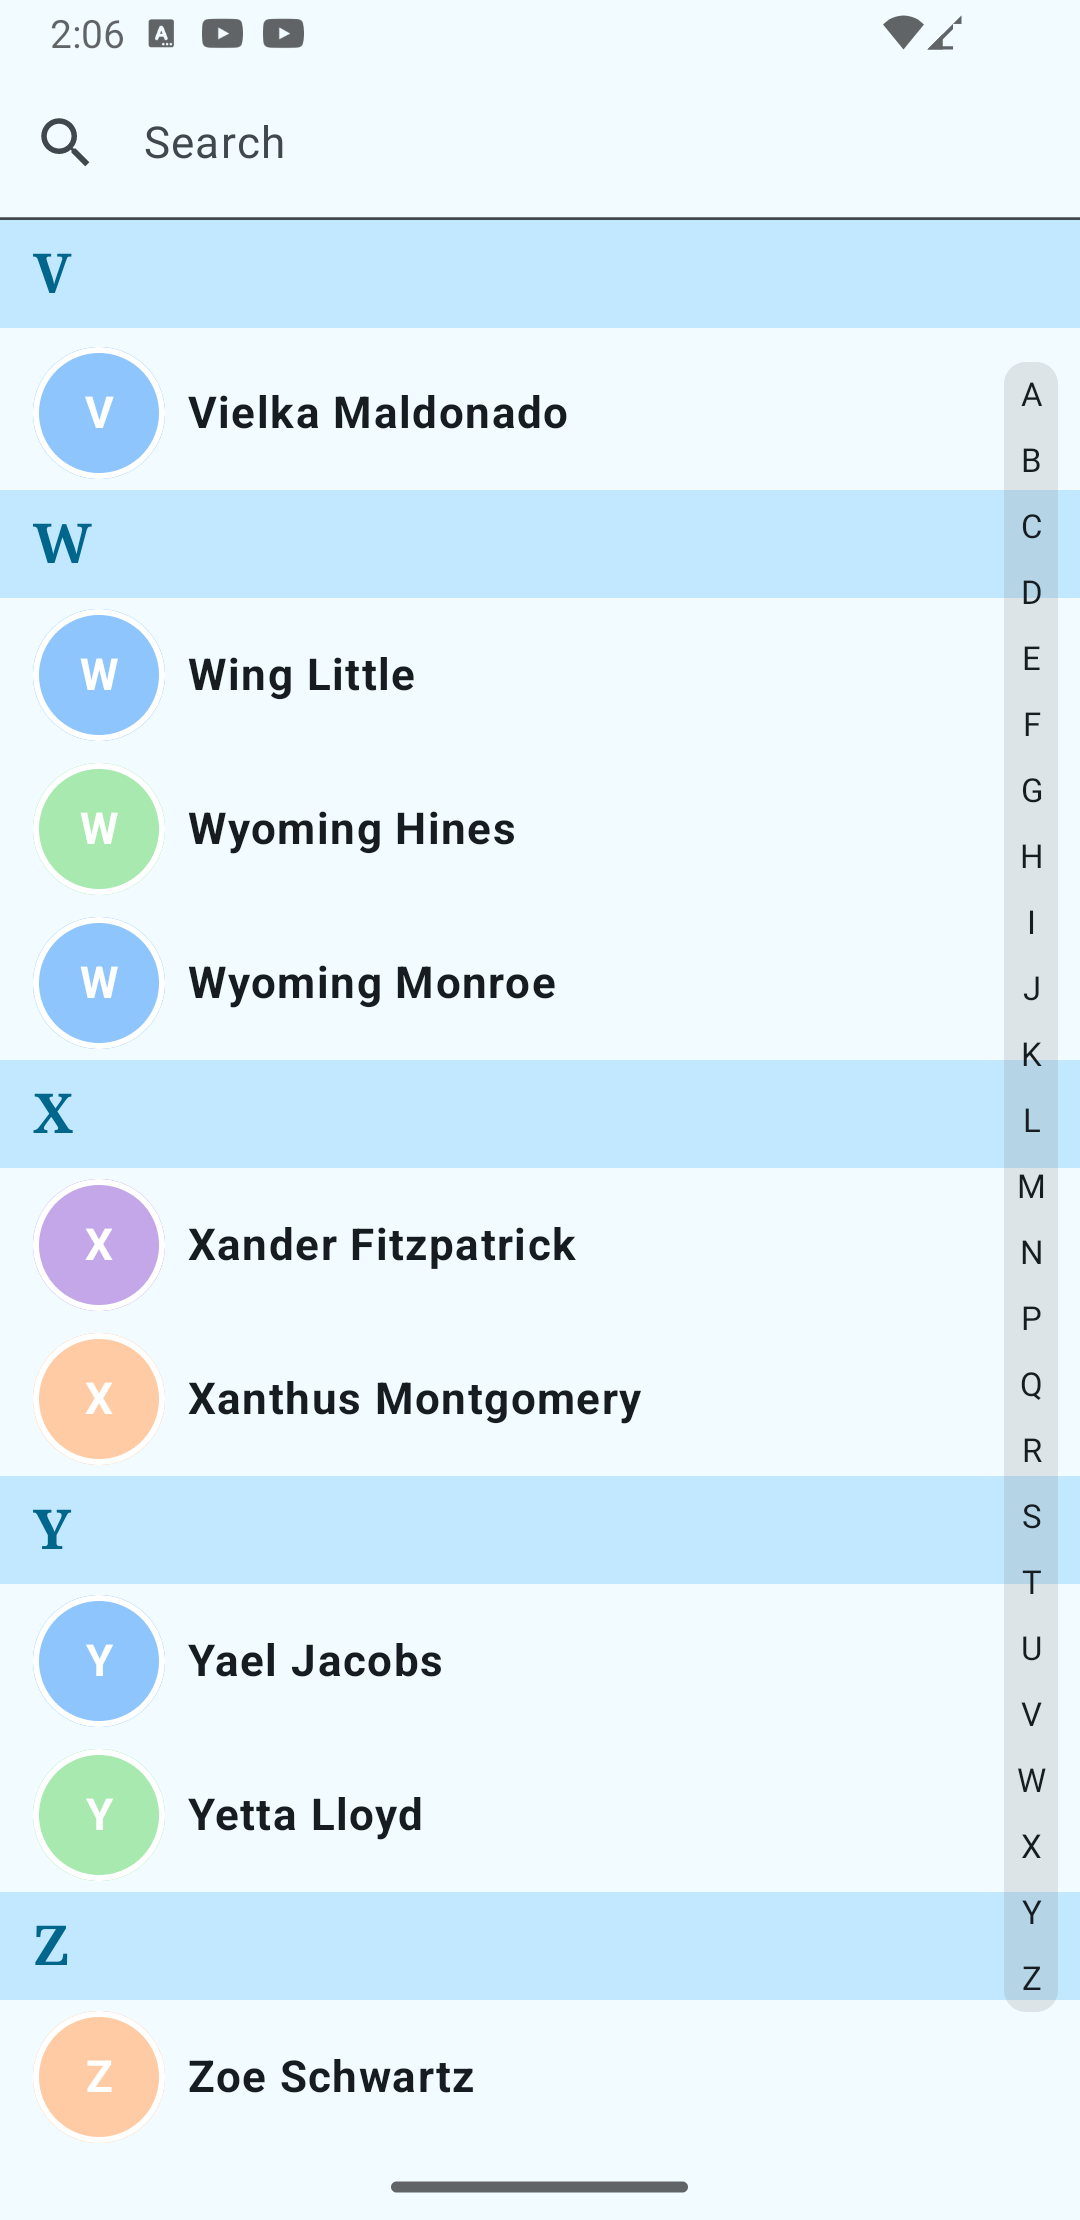 2:06
Search
V
V Vielka Maldonado
W
W Wing Little
W Wyoming Hines
W Wyoming Monroe
X
X Xander Fitzpatrick
X Xanthus Montgomery
Y
Y Yael Jacobs
Y Yetta Lloyd
Z
Z Zoe Schwartz
A
B
C
D
E
F
G
H
I
J
K
L
M
N
P
Q
R
S
T
U
V
W
X
Y
Z